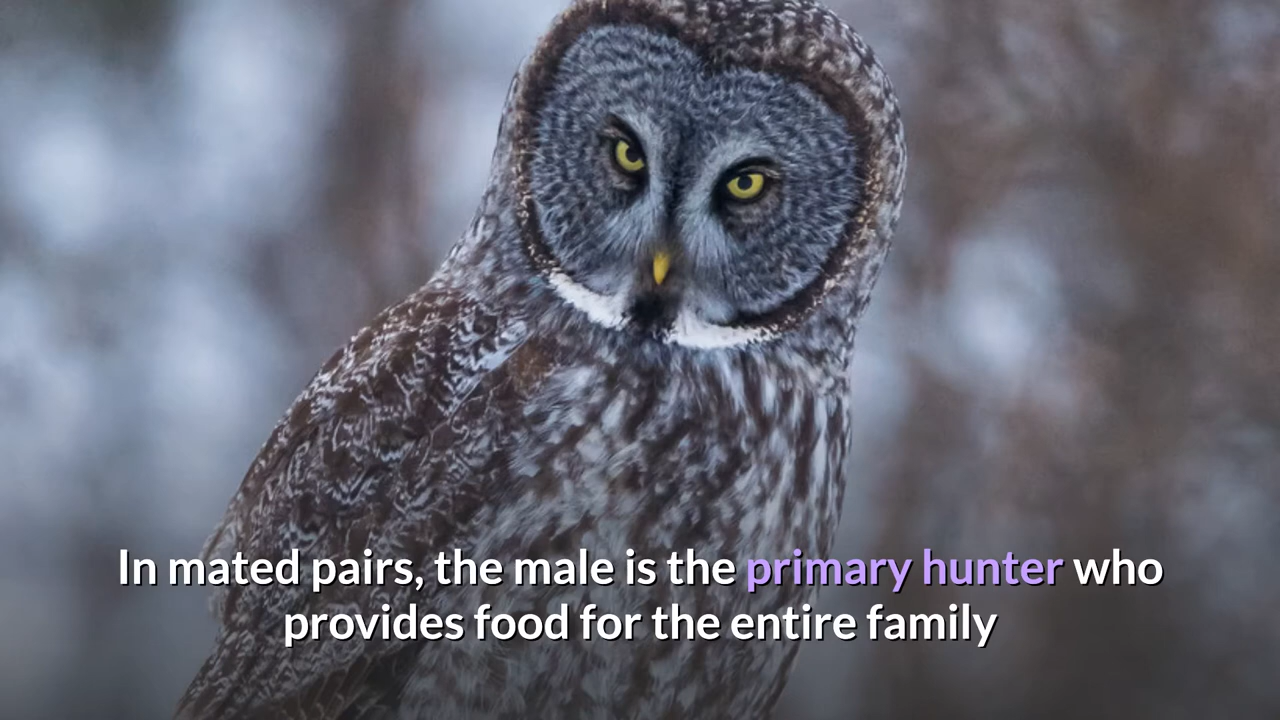 In mated pairs, the male is the primary hunter who
provides food for the entire family